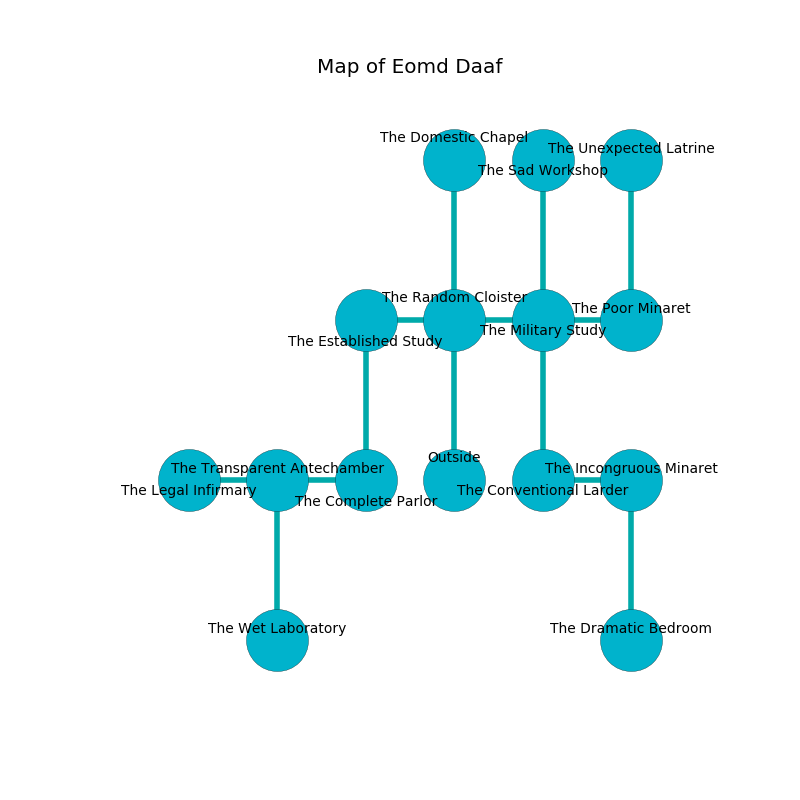 Map of Eomd Daaf
The Domestic Chapel
The Unexpected Latrine
The Sad Workshop
The Random Cloister
The Poor Minaret
The Military Study
The Established Study
Outside
The Transparent Antechamber
The Incongruous Minaret
The Legal Infirmary
The Conventional Larder
The Complete Parlor
The Wet Laboratory
The Dramatic Bedroom